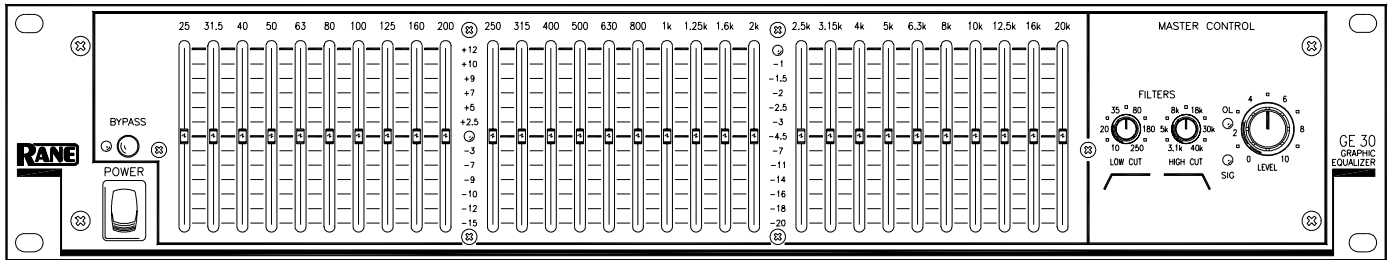 25 31.5 40 50 63 80 100 125 160 200 250 315 400 500 630 800 1k 1.25k 1.6k 2k 2.5k 3.15k 4k 5k 6.3k 8k 10k 12.5k 16k 20k
MASTER CONTROL
+12
+10
+9
+7
+5
+2.5
-3
-7
-9
-10
-12
-15
-1
-1.5
-2
-2.5
-3
-4.5
-7
-11
-14
-16
-18
-20
BYPASS
RANE
POWER
FILTERS
35 80
20 180
10 250
LOW CUT
8k 18k
5k 30k
3.1k 40k
HIGH CUT
OL
SIG
4 6
2 8
0 10
LEVEL
GE 30
GRAPHIC
EQUALIZER